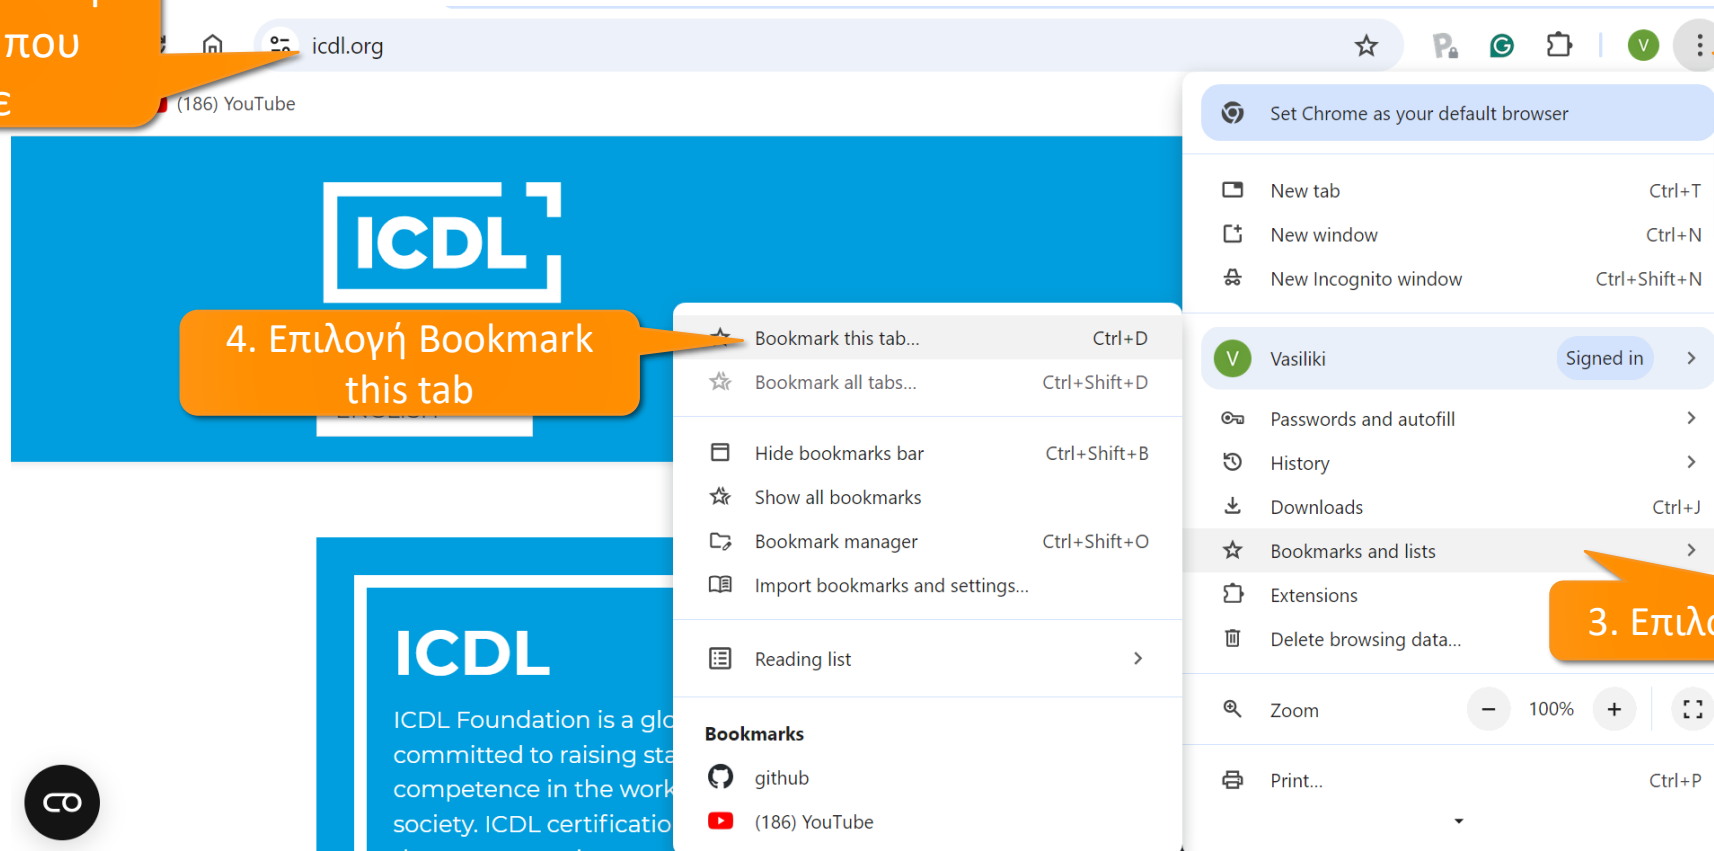 που
icdl.org
(186) YouTube
ICDL
4. Επιλογή Bookmark
this tab
ICDL
ICDL Foundation is a glo
committed to raising sta
competence in the work
society. ICDL certificatio
Bookmark this tab... Ctrl+D
Bookmark all tabs... Ctrl+Shift+D
Hide bookmarks bar Ctrl+Shift+B
Show all bookmarks
Bookmark manager Ctrl+Shift+O
Import bookmarks and settings...
Reading list
Bookmarks
github
(186) YouTube
V
Set Chrome as your default browser
New tab Ctrl+T
New window Ctrl+N
New Incognito window Ctrl+Shift+N
V Vasiliki Signed in
Passwords and autofill
History
Downloads Ctrl+J
Bookmarks and lists
Extensions
3. Επιλο
Delete browsing data...
Zoom − 100% +
Print... Ctrl+P